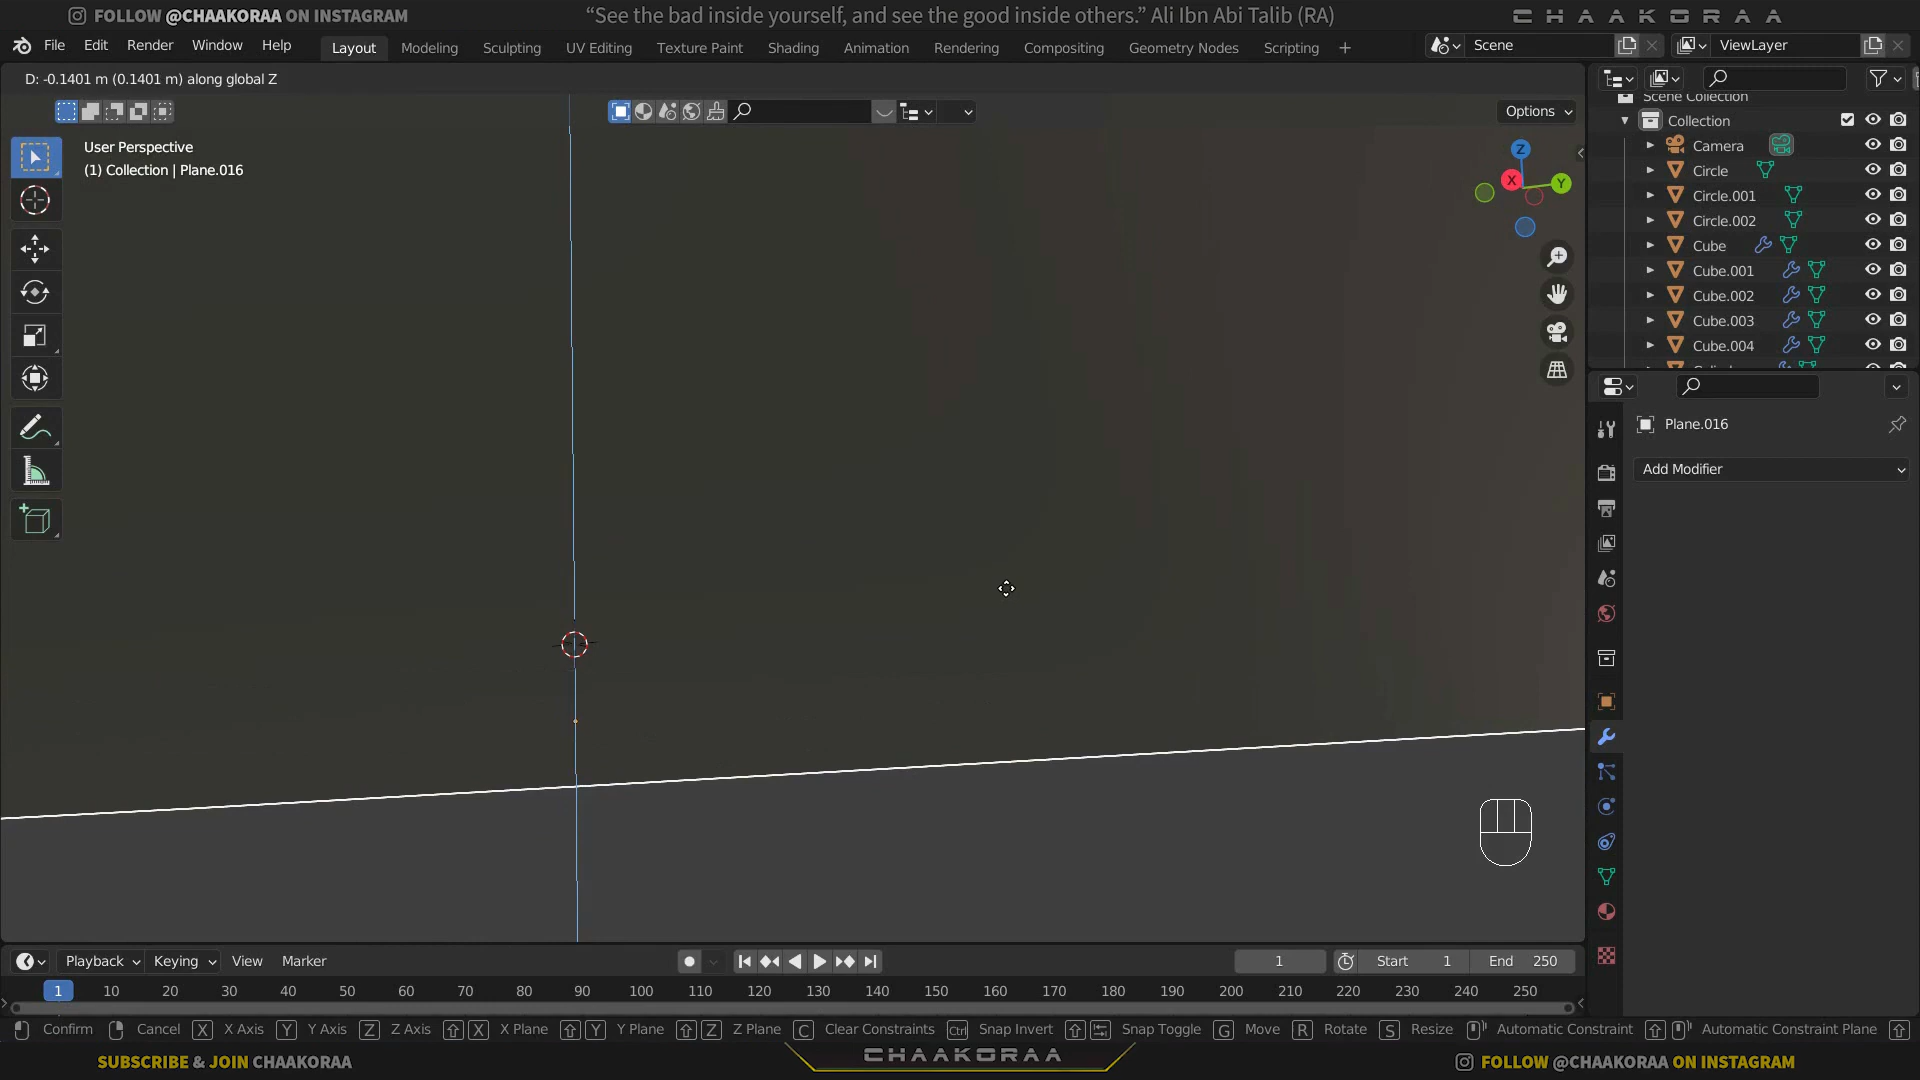 FOLLOW @CHAAKORAA ON INSTAGRAM
“See the bad inside yourself, and see the good inside others.” Ali Ibn Abi Talib (RA)
CHAAKORAA
File Edit Render Window Help
Layout Modeling Sculpting UV Editing Texture Paint Shading Animation Rendering Compositing Geometry Nodes Scripting +
Scene
ViewLayer
D: -0.1401 m (0.1401 m) along global Z
Options
User Perspective
(1) Collection | Plane.016
Z
X
Y
Scene Collection
Collection
Camera
Circle
Circle.001
Circle.002
Cube
Cube.001
Cube.002
Cube.003
Cube.004
Plane.016
Add Modifier
Playback Keying View Marker
1
Start 1
End 250
1 10 20 30 40 50 60 70 80 90 100 110 120 130 140 150 160 170 180 190 200 210 220 230 240 250
Confirm Cancel X X Axis Y Y Axis Z Z Axis X X Plane Y Y Plane Z Z Plane C Clear Constraints Ctrl Snap Invert Snap Toggle G Move R Rotate S Resize Automatic Constraint Automatic Constraint Plane
SUBSCRIBE & JOIN CHAAKORAA
CHAAKORAA
FOLLOW @CHAAKORAA ON INSTAGRAM